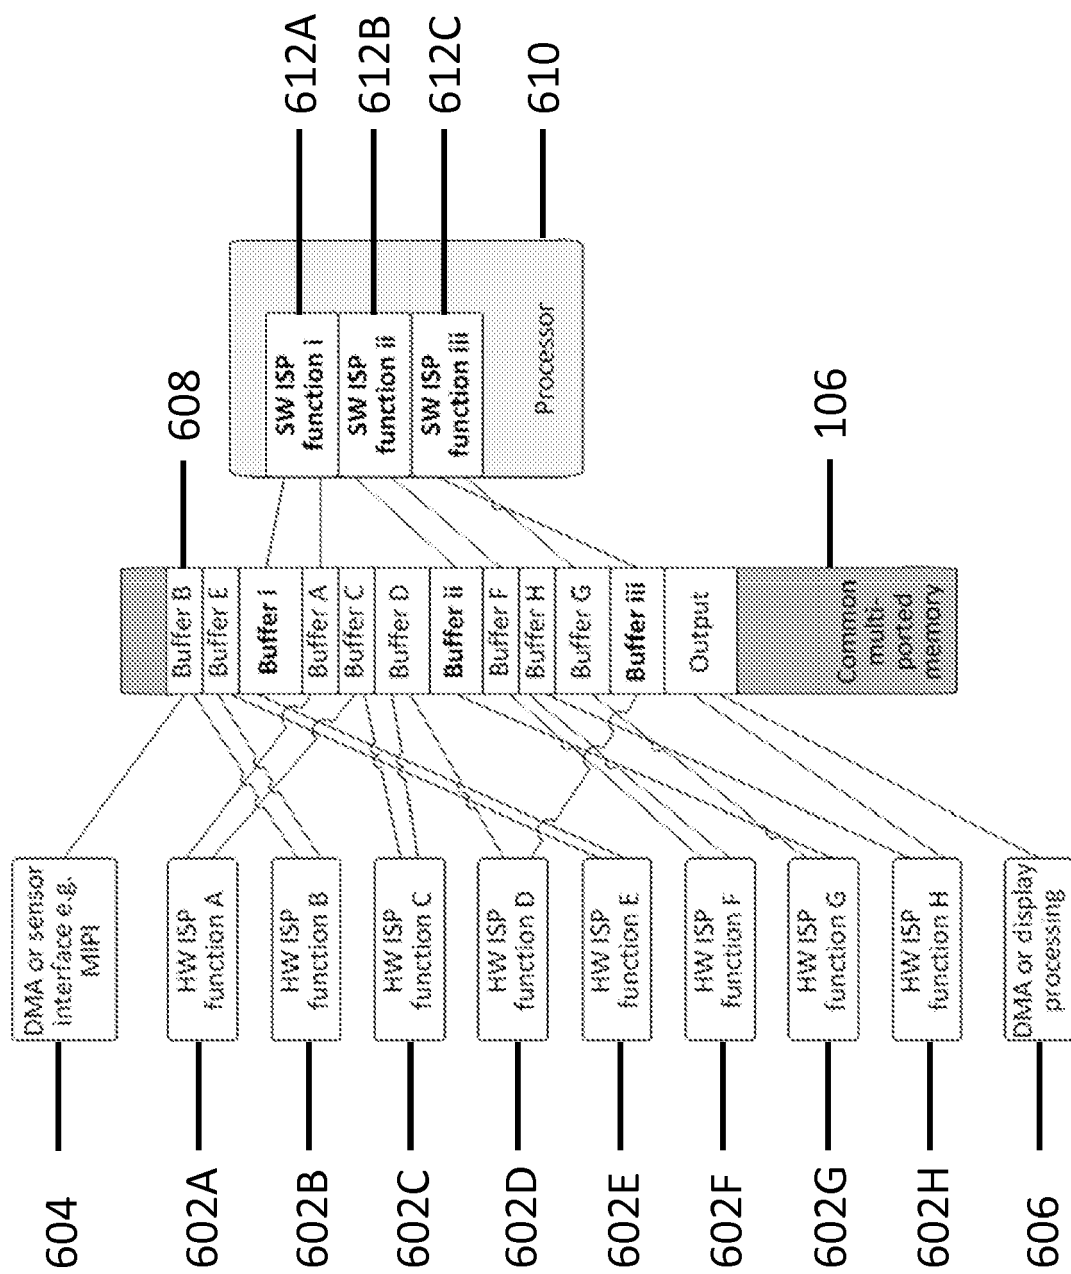 604
DMA or sensor
interface e.g.
MIPI
602A
HW ISP
function A
602B
HW ISP
function B
602C
HW ISP
function C
602D
HW ISP
function D
602E
HW ISP
function E
602F
HW ISP
function F
602G
HW ISP
function G
602H
HW ISP
function H
606
DMA or display
processing
608
Buffer B
Buffer E
Buffer i
Buffer A
Buffer C
Buffer D
Buffer ii
Buffer F
Buffer H
Buffer G
Buffer iii
Output
Common
multi-
ported
memory
106
SW ISP
function i
SW ISP
function ii
SW ISP
function iii
Processor
612A
612B
612C
610